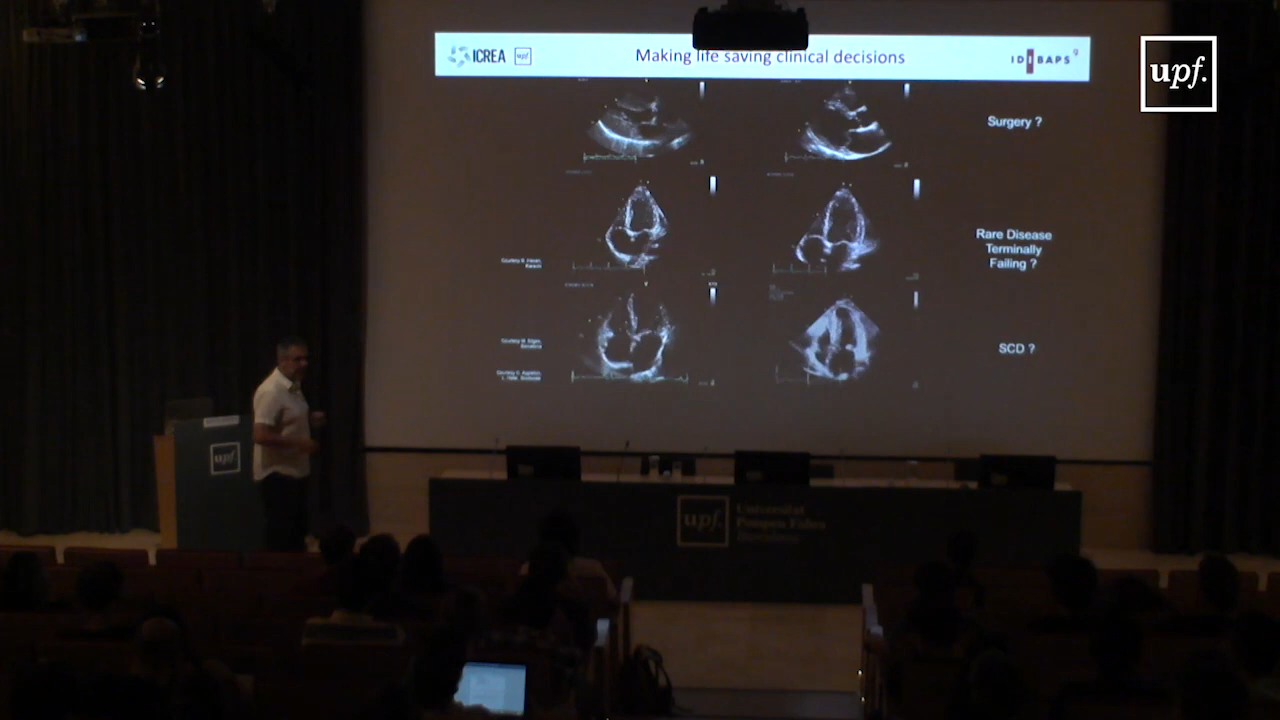 ICREA
upf.
Making life saving clinical decisions
IDIBAPS
upf.
Surgery ?
Rare Disease
Terminally
Failing ?
SCD ?
upf.
upf.
Universitat
Pompeu Fabra
Barcelona